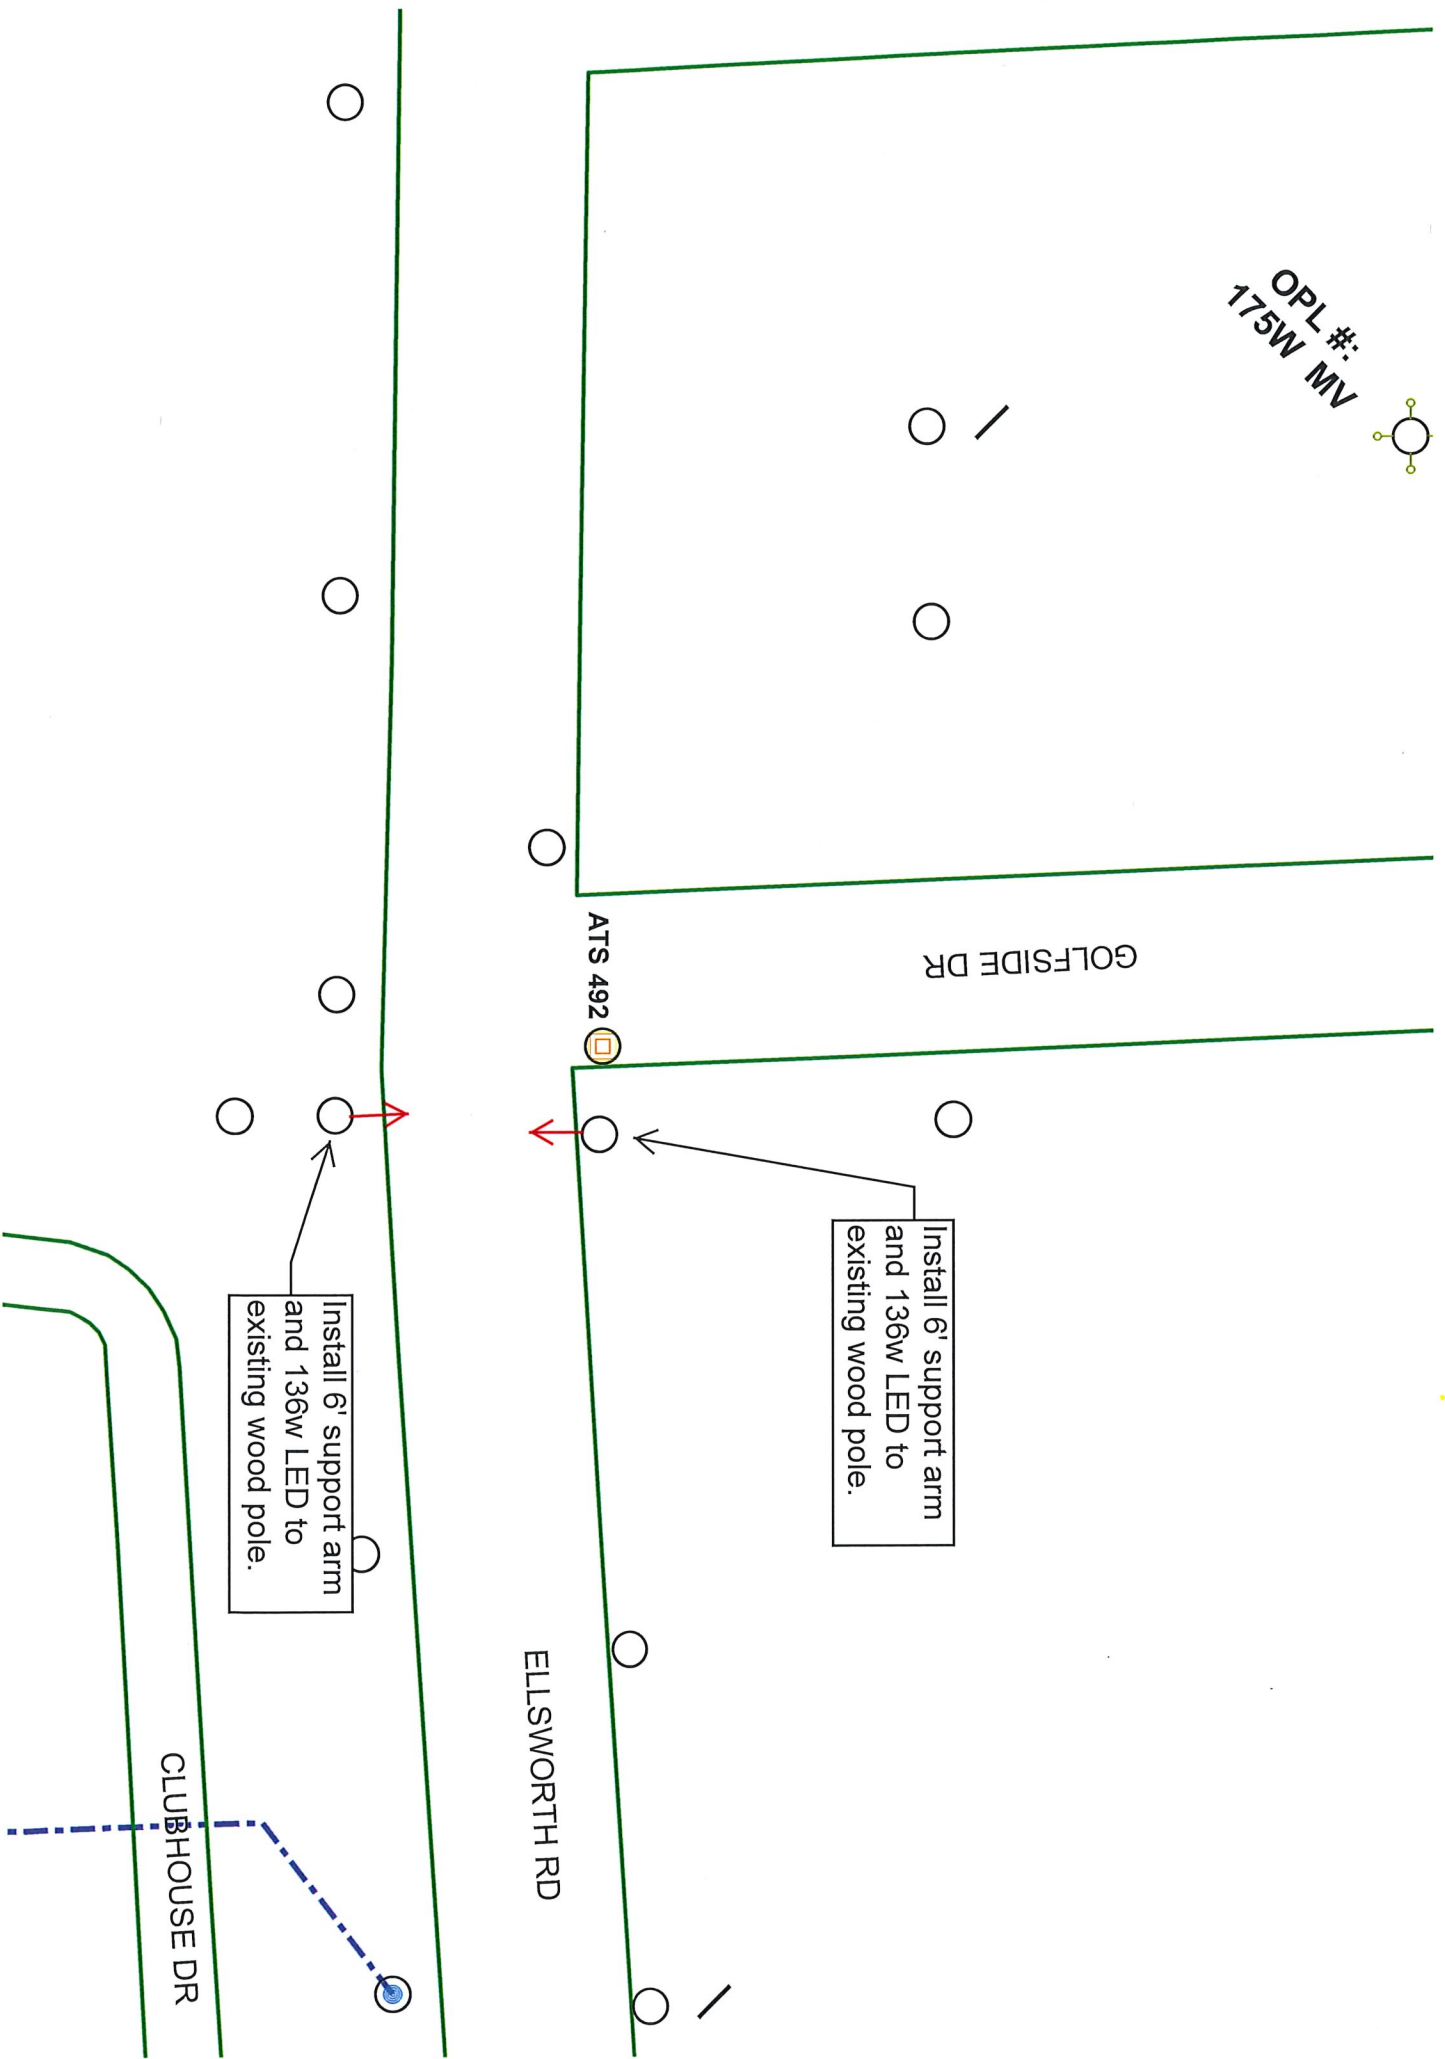 OPL #:
175W MV
GOLFSIDE DR
ATS 492
Install 6' support arm
and 136w LED to
existing wood pole.
Install 6' support arm
and 136w LED to
existing wood pole.
ELLSWORTH RD
CLUBHOUSE DR